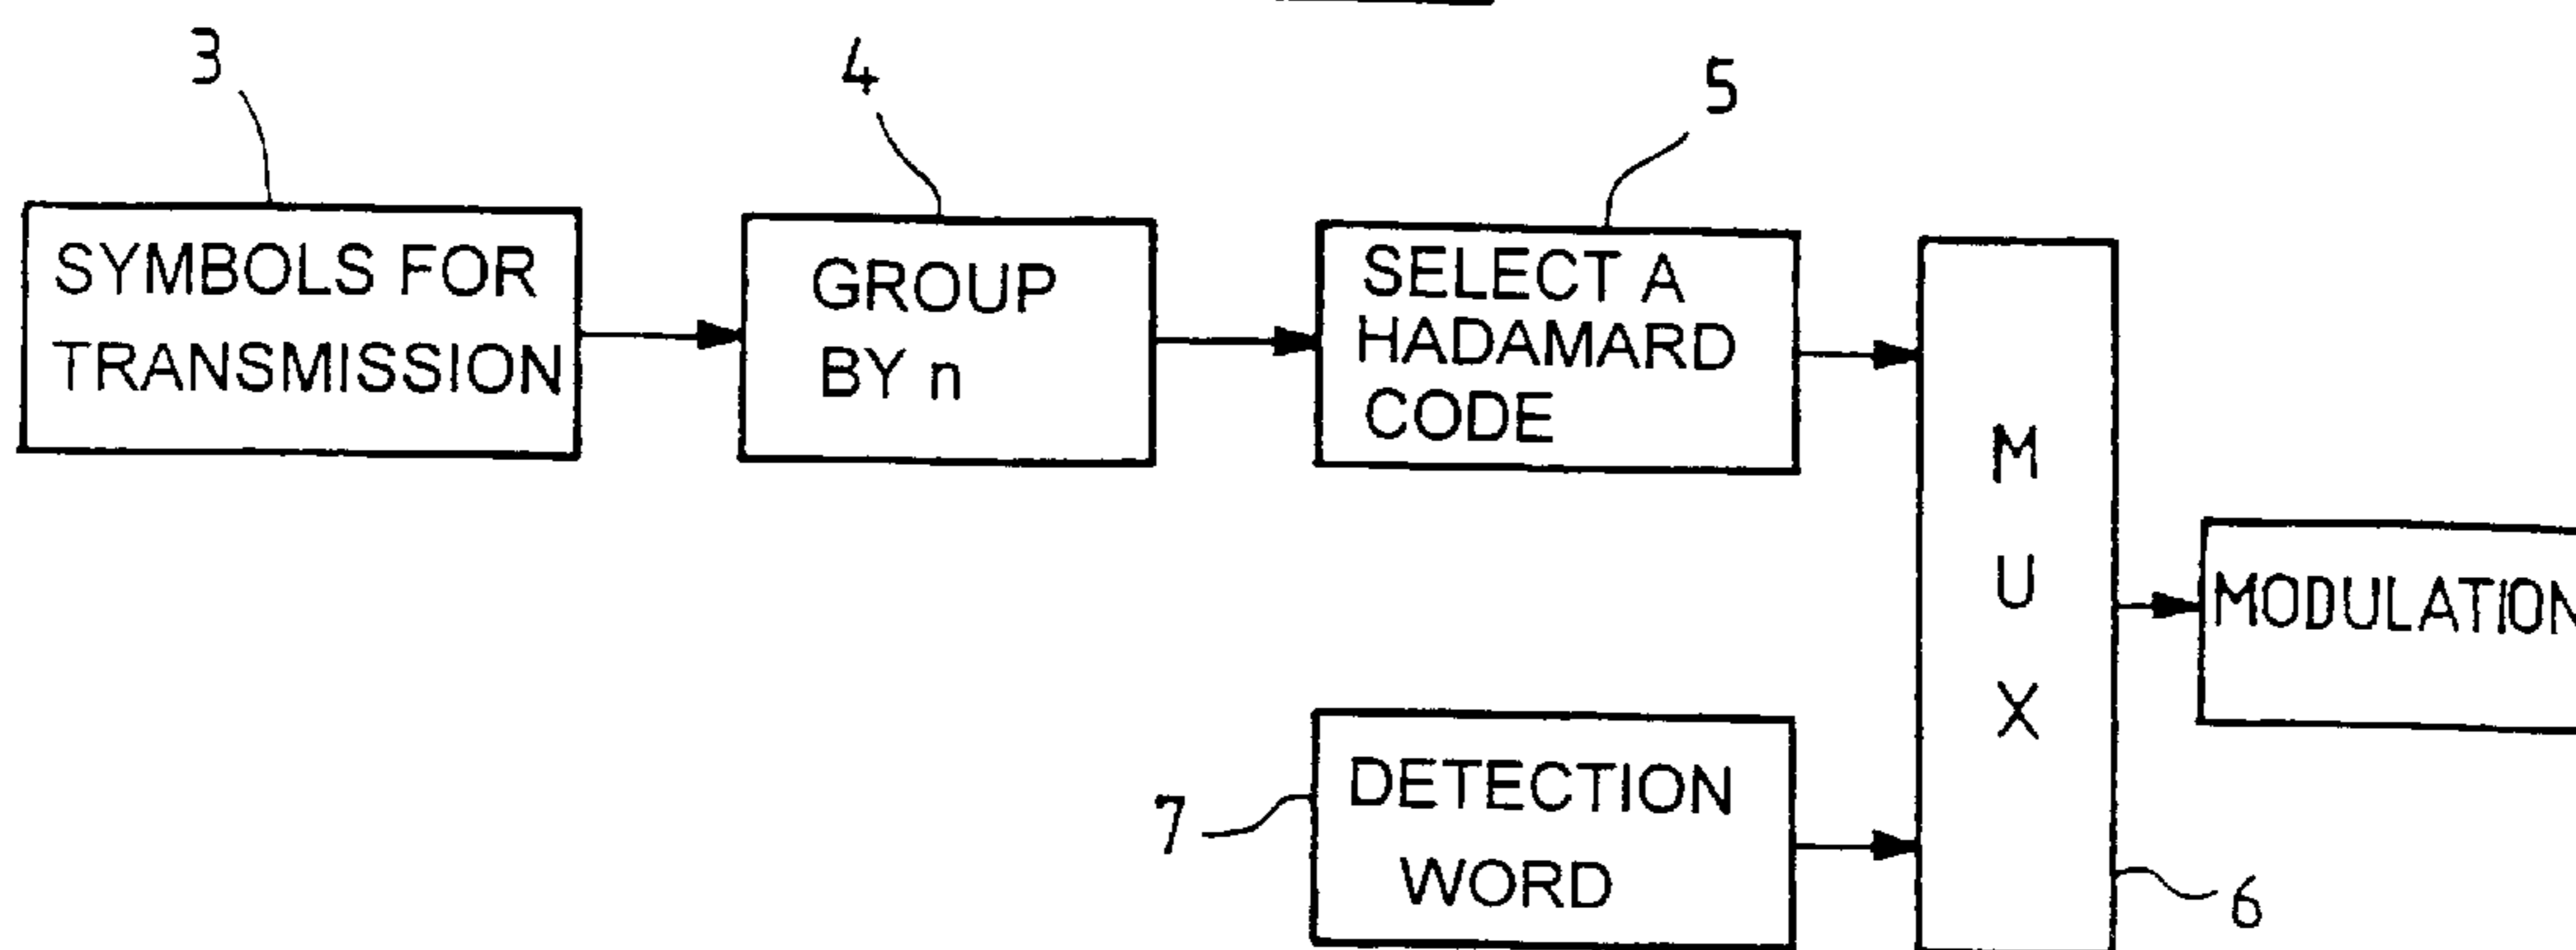 3
4
5
SYMBOLS FOR
TRANSMISSION
GROUP
BY n
SELECT A
HADAMARD
CODE
M
U
X
MODULATION
7
DETECTION
WORD
6